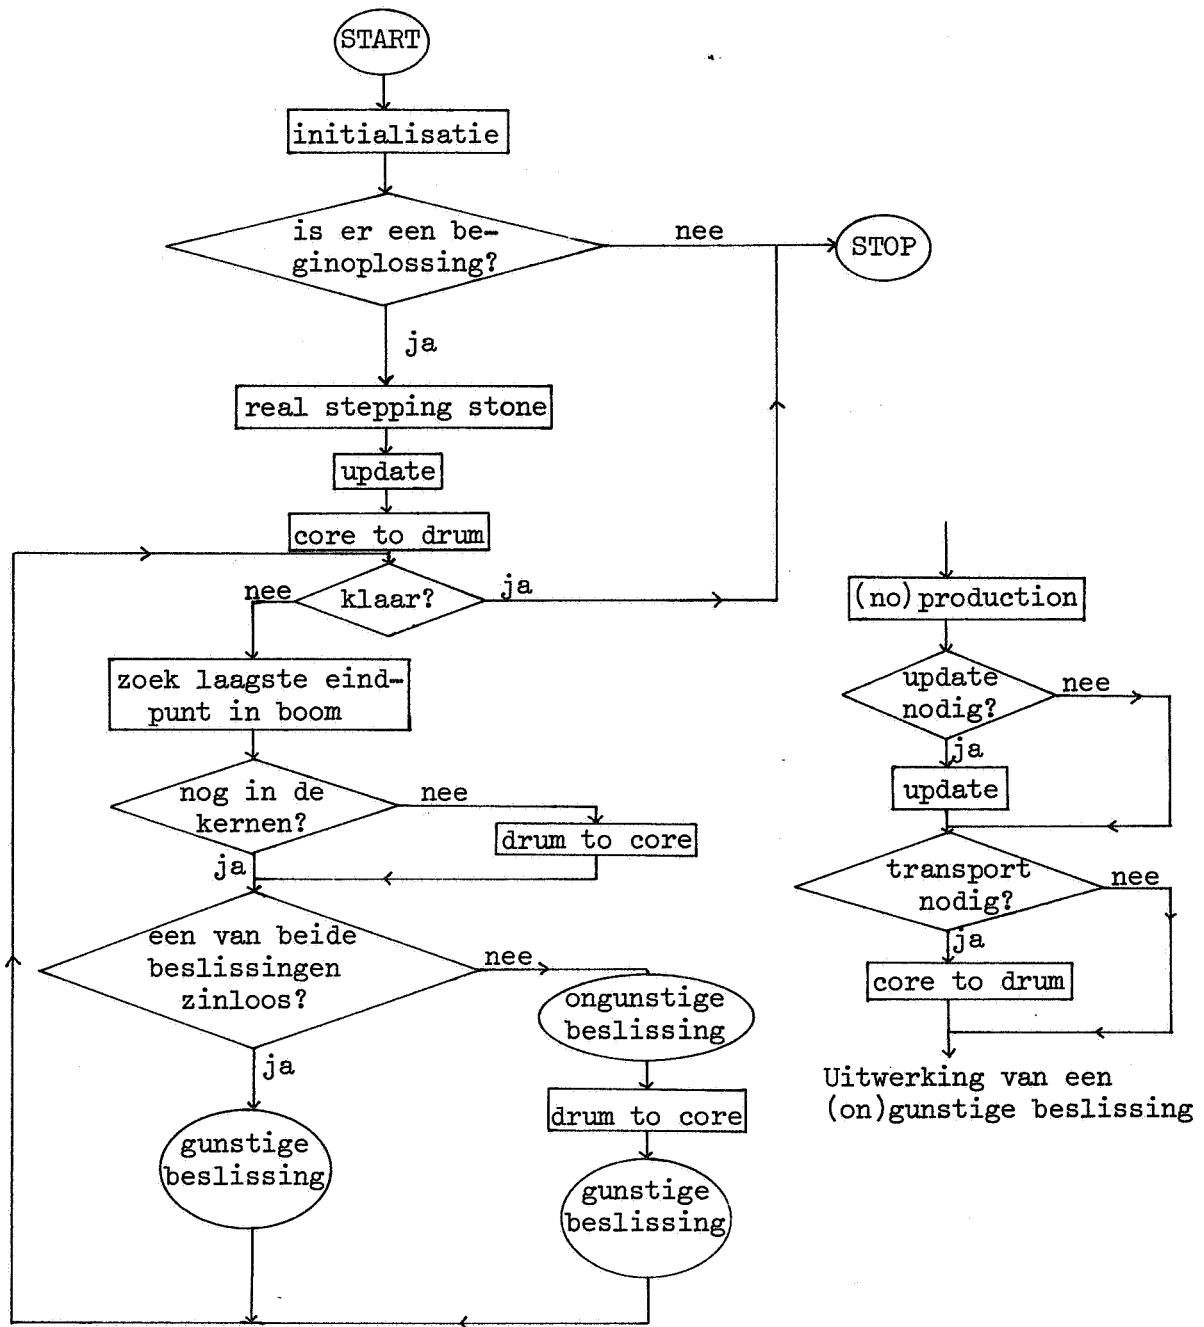 START
initialisatie
is er een be-
ginoplossing?
nee
STOP
ja
real stepping stone
update
core to drum
nee
klaar?
ja
zoek laagste eind-
punt in boom
nog in de
kernen?
nee
drum to core
ja
een van beide
beslissingen
zinloos?
nee
ongunstige
beslissing
ja
drum to core
gunstige
beslissing
gunstige
beslissing
(no)production
update
nodig?
nee
ja
update
transport
nodig?
nee
ja
core to drum
Uitwerking van een
(on)gunstige beslissing